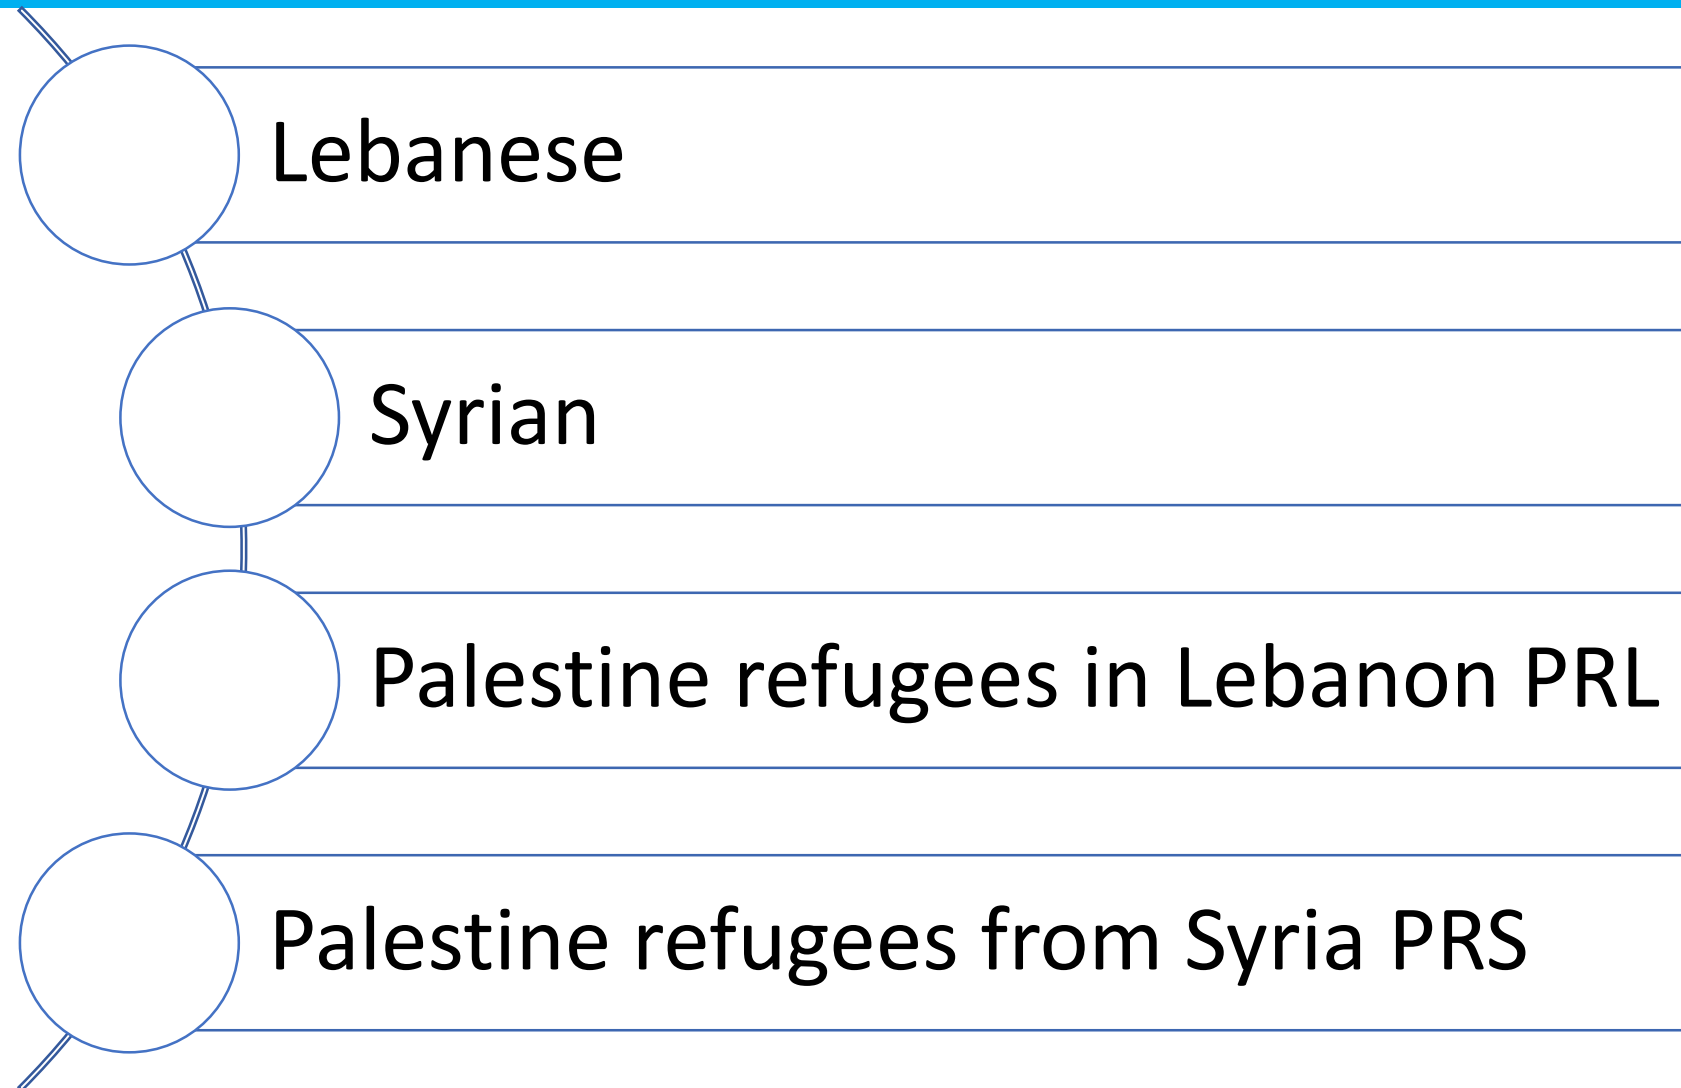 Lebanese
Syrian
Palestine refugees in Lebanon PRL
Palestine refugees from Syria PRS